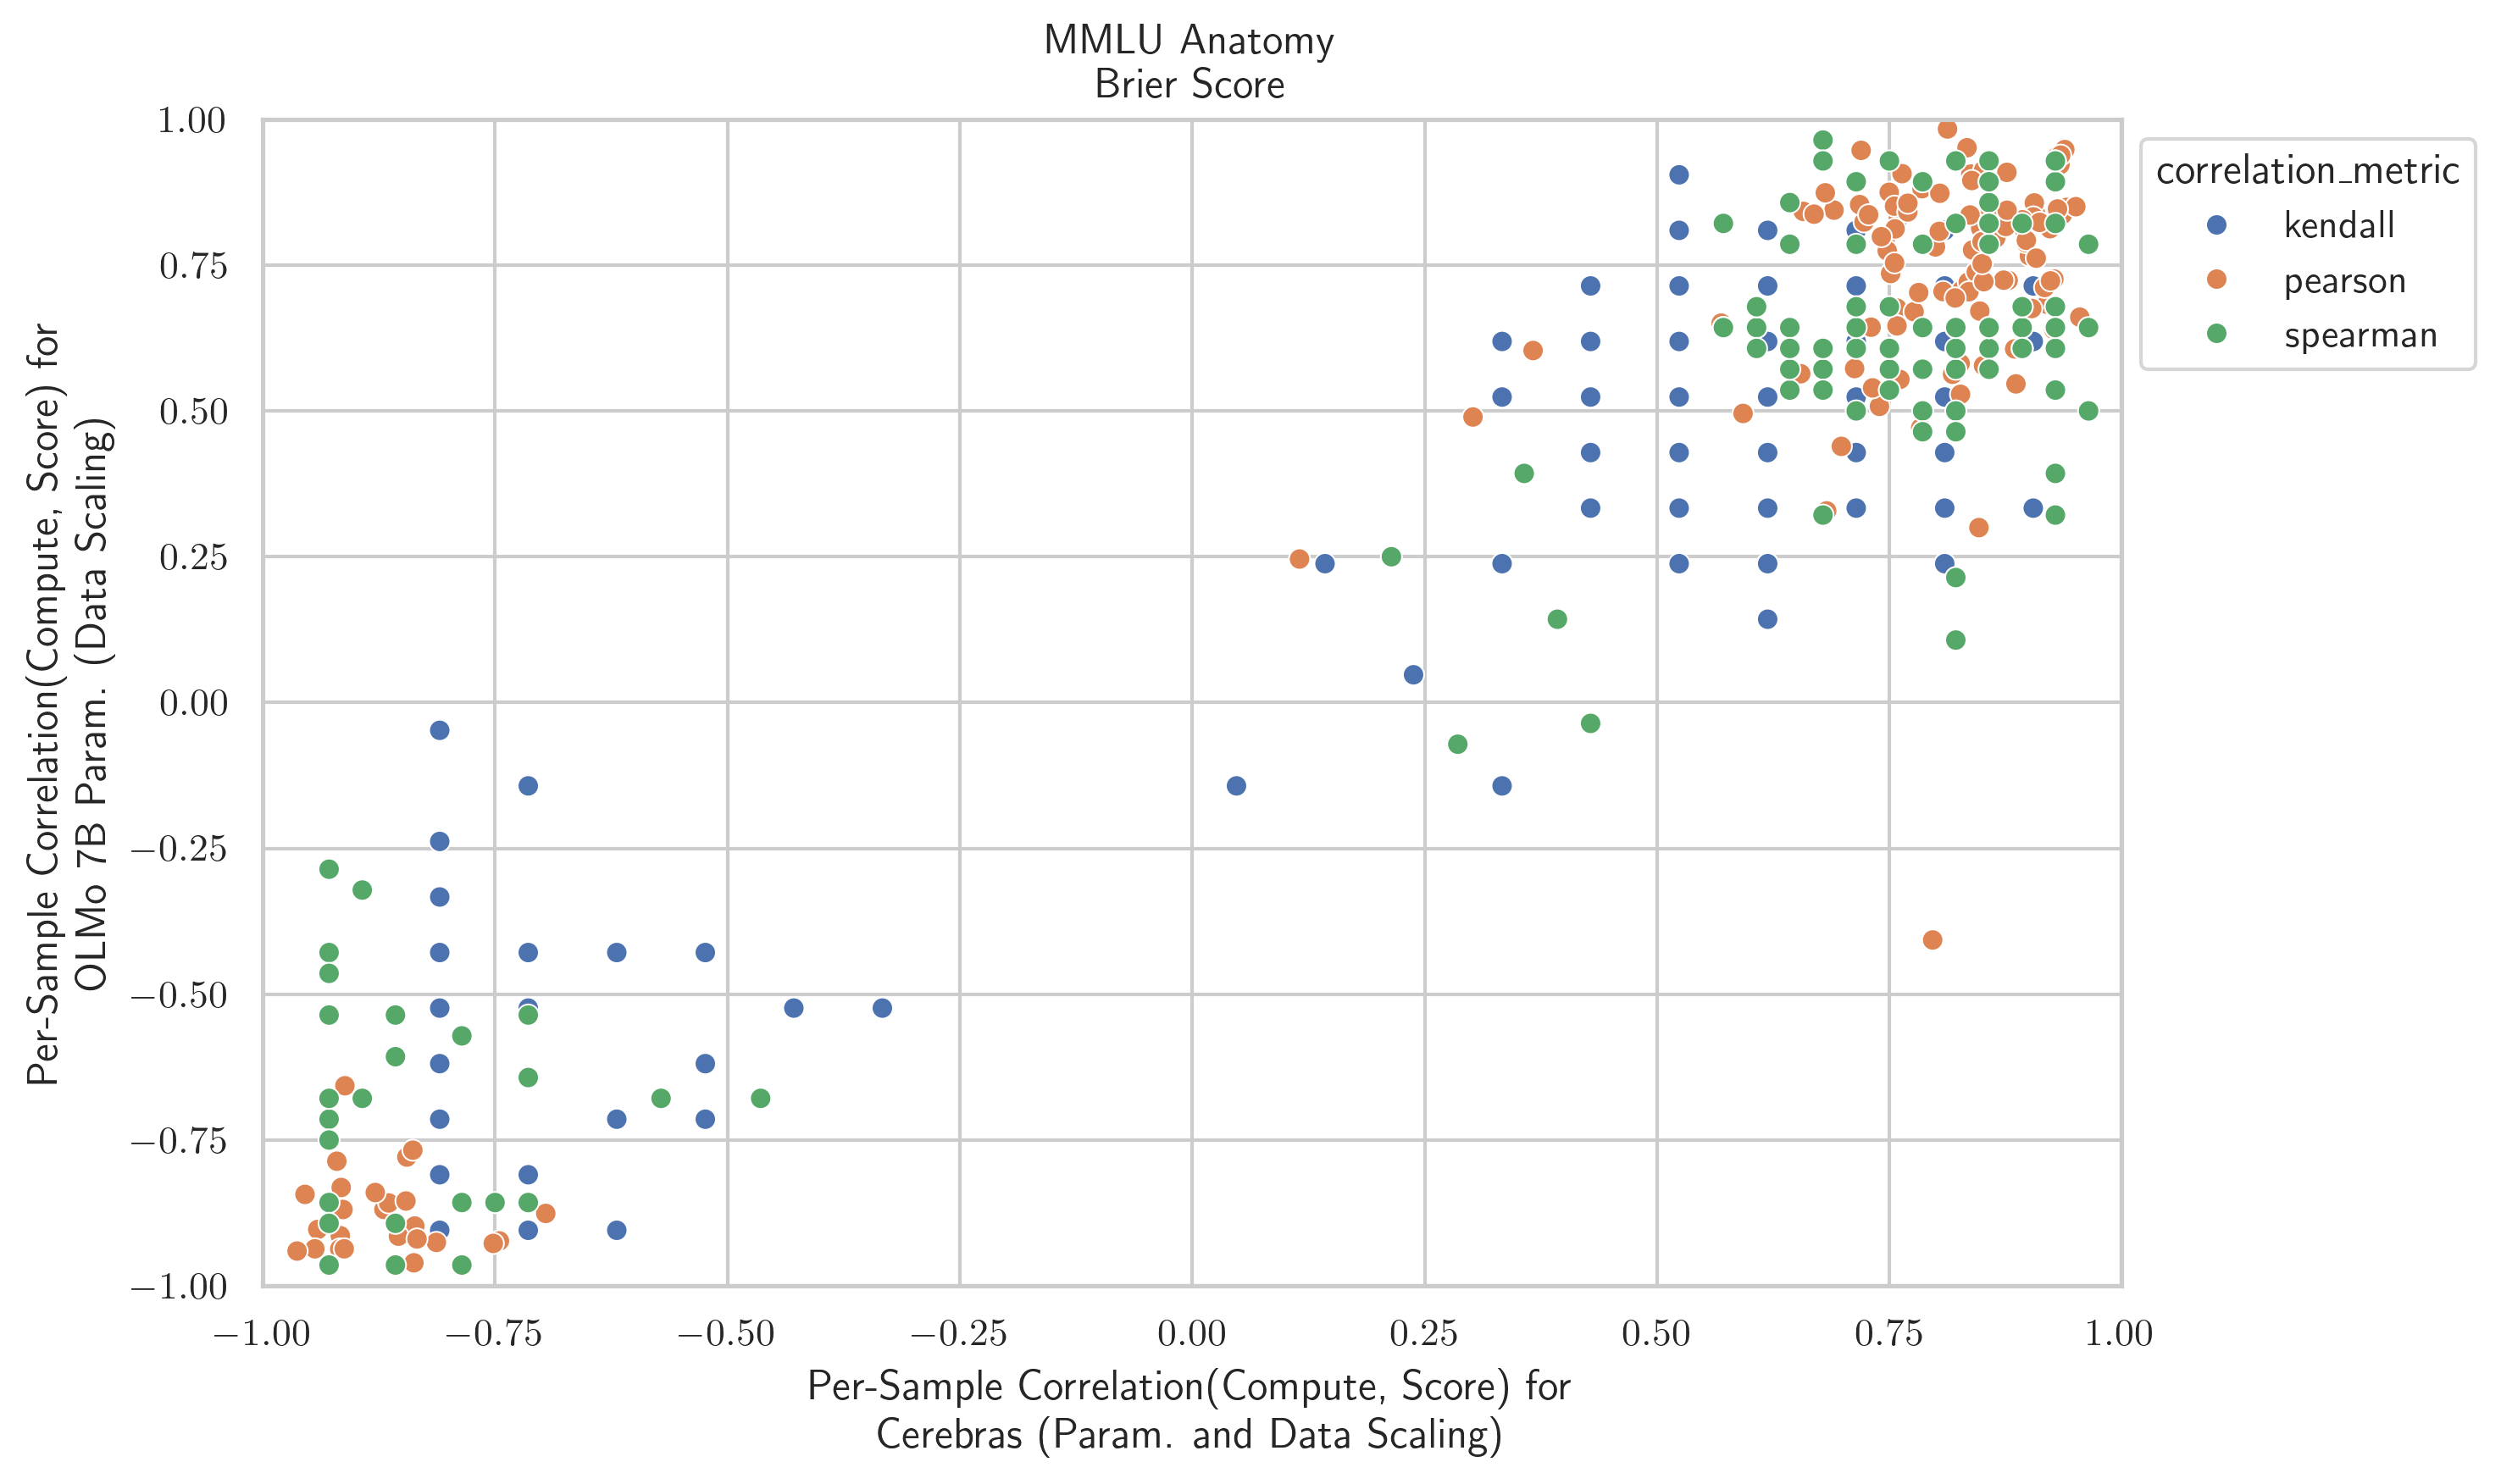 MMLU Anatomy
Brier Score
Per-Sample Correlation(Compute, Score) for
OLMo 7B Param. (Data Scaling)
1.00
0.75
0.50
0.25
0.00
−0.25
−0.50
−0.75
−1.00
−1.00 −0.75 −0.50 −0.25 0.00 0.25 0.50 0.75 1.00
Per-Sample Correlation(Compute, Score) for
Cerebras (Param. and Data Scaling)
correlation_metric
kendall
pearson
spearman